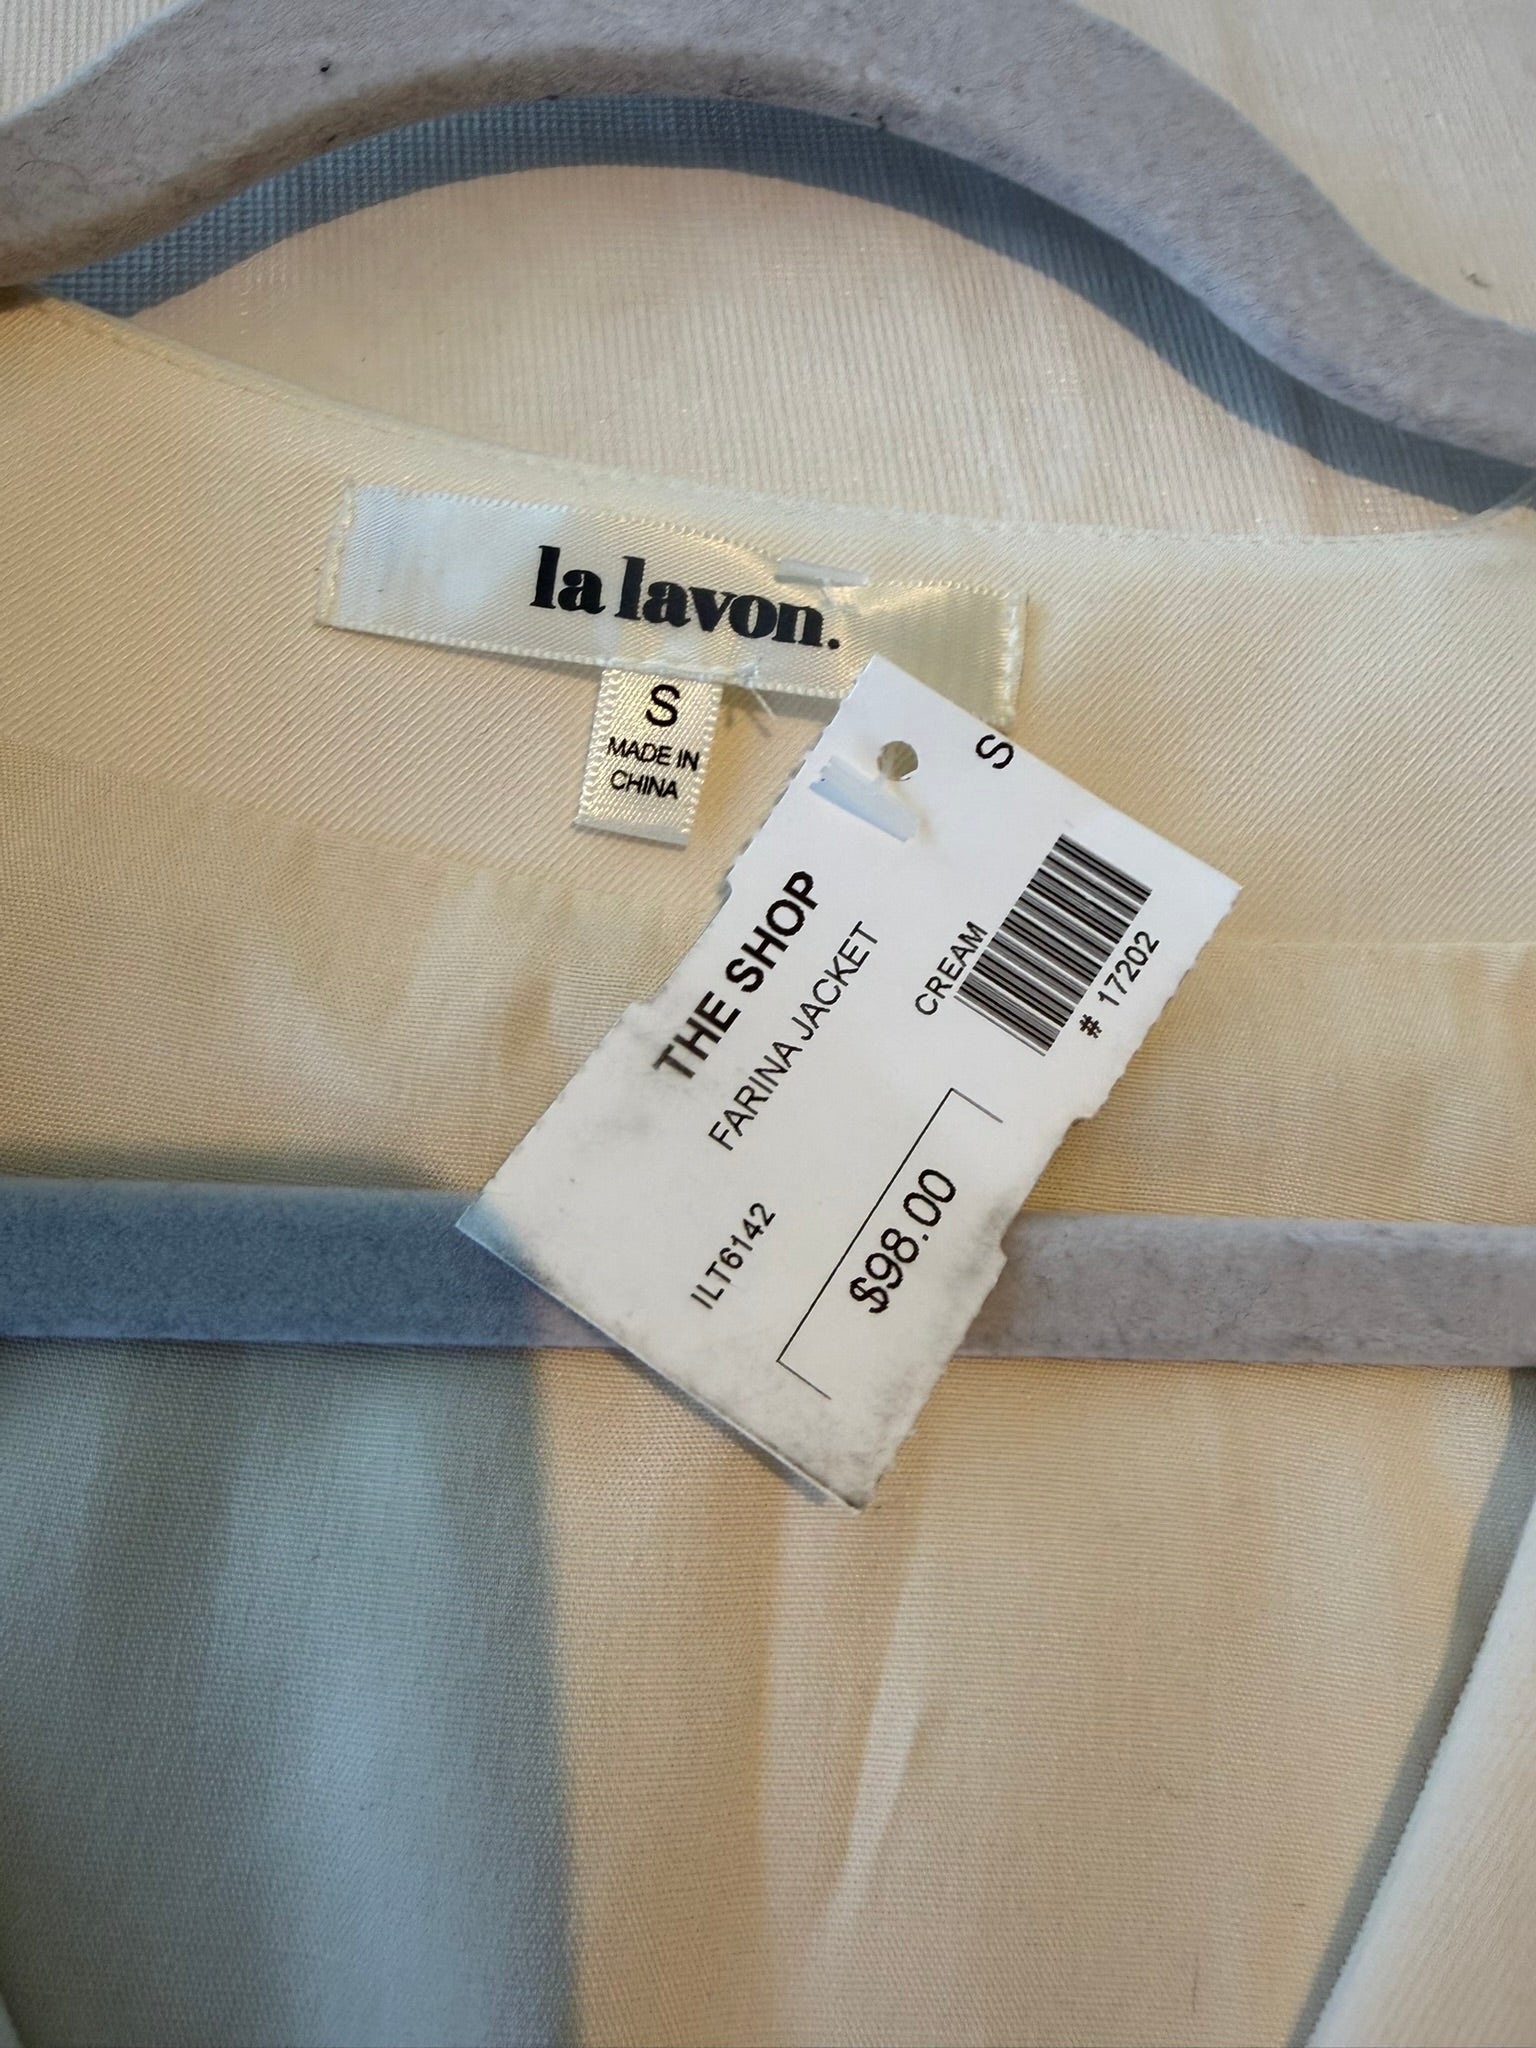 la lavon.
S
MADE IN
CHINA
S
THE SHOP
FARINA JACKET
CREAM
# 17202
ILT6142
$98.00